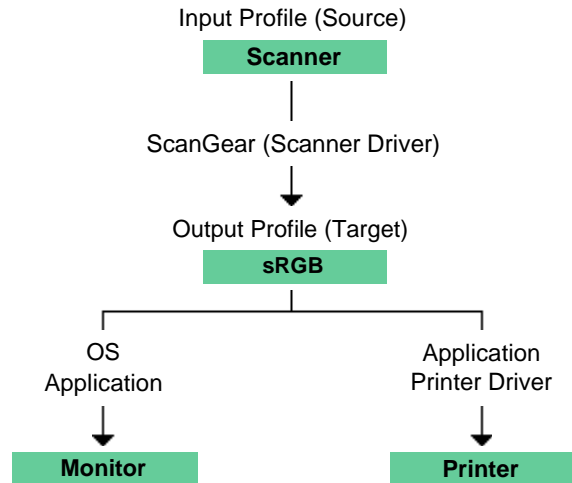 Input Profile (Source)
Scanner
ScanGear (Scanner Driver)
Output Profile (Target)
sRGB
OS
Application
Application
Printer Driver
Monitor
Printer